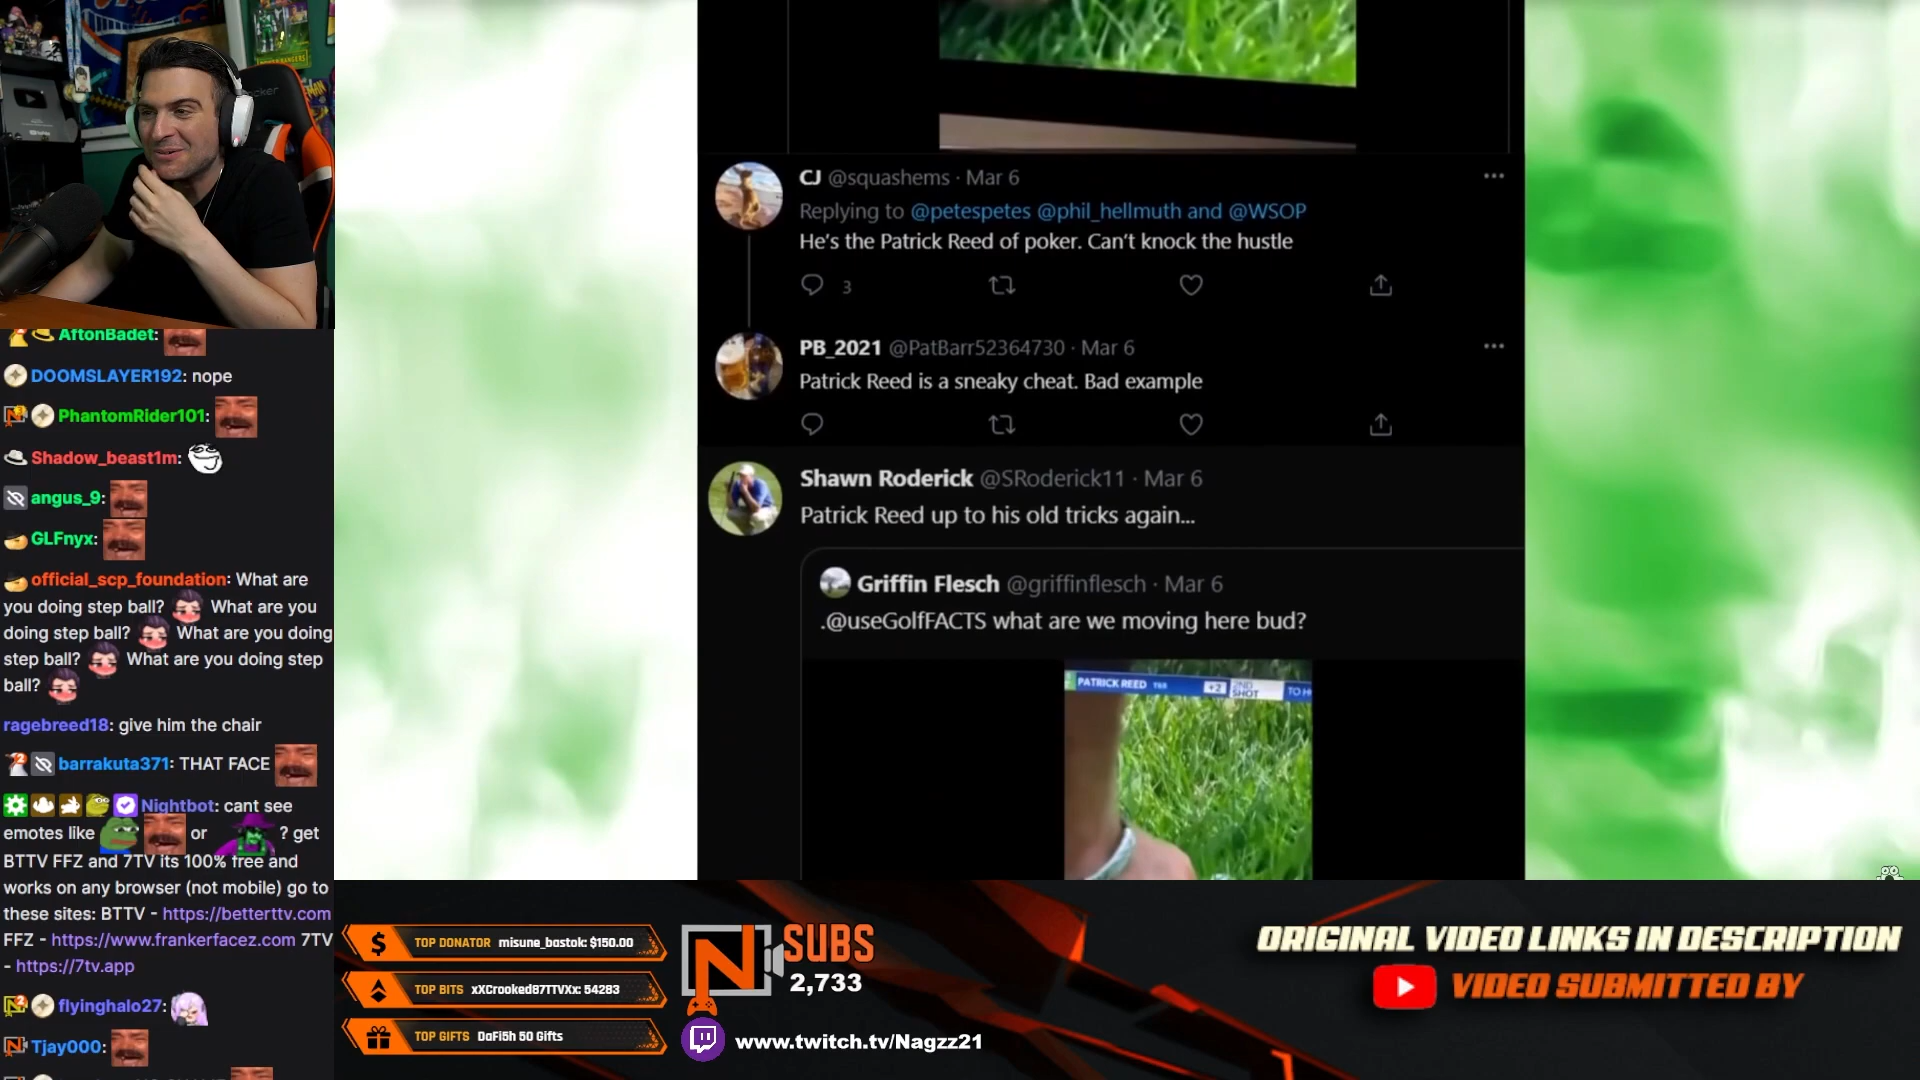 CJ @squashems · Mar 6
Replying to @petespetes @phil_hellmuth and @WSOP
He's the Patrick Reed of poker. Can't knock the hustle
3
PB_2021 @PatBarr52364730 · Mar 6
Patrick Reed is a sneaky cheat. Bad example
Shawn Roderick @SRoderick11 · Mar 6
Patrick Reed up to his old tricks again...
Griffin Flesch @griffinflesch · Mar 6
.@useGolfFACTS what are we moving here bud?
PATRICK REED T68 +2 2ND SHOT TO H
AftonBadet:
DOOMSLAYER192: nope
PhantomRider101:
Shadow_beast1m:
angus_9:
GLFnyx:
official_scp_foundation: What are
you doing step ball? What are you
doing step ball? What are you doing
step ball? What are you doing step
ball?
ragebreed18: give him the chair
barrakuta371: THAT FACE
Nightbot: cant see
emotes like or ? get
BTTV FFZ and 7TV its 100% free and
works on any browser (not mobile) go to
these sites: BTTV - https://betterttv.com
FFZ - https://www.frankerfacez.com 7TV
- https://7tv.app
flyinghalo27:
Tjay000:
TOP DONATOR misune_bastok: $150.00
TOP BITS xXCrooked87TTVXx: 54283
TOP GIFTS DaFi5h 50 Gifts
N SUBS
2,733
www.twitch.tv/Nagzz21
ORIGINAL VIDEO LINKS IN DESCRIPTION
VIDEO SUBMITTED BY